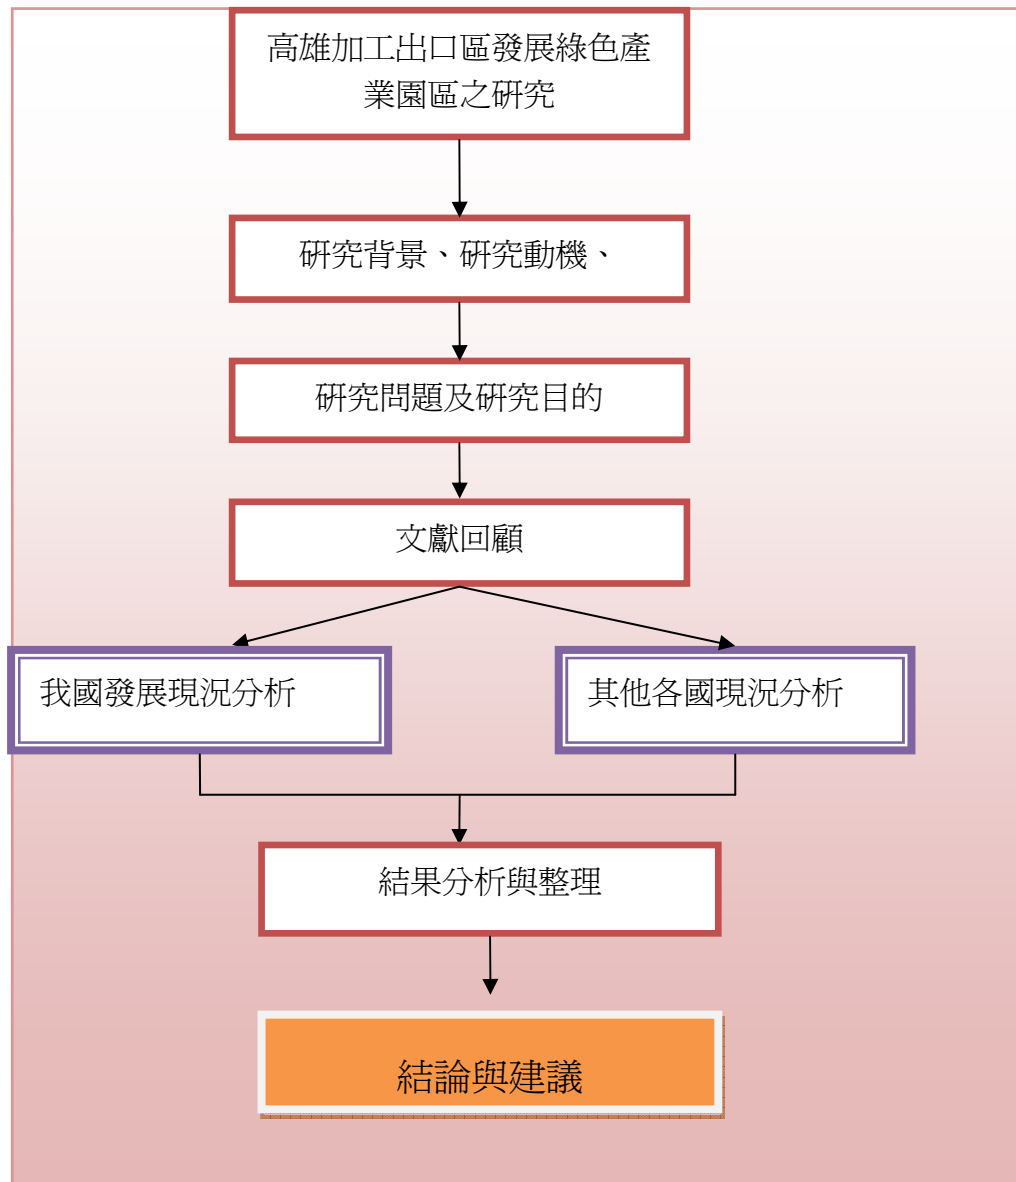 高雄加工出口區發展綠色產
業園區之研究
研究背景、研究動機、
研究問題及研究目的
文獻回顧
我國發展現況分析
其他各國現況分析
結果分析與整理
結論與建議